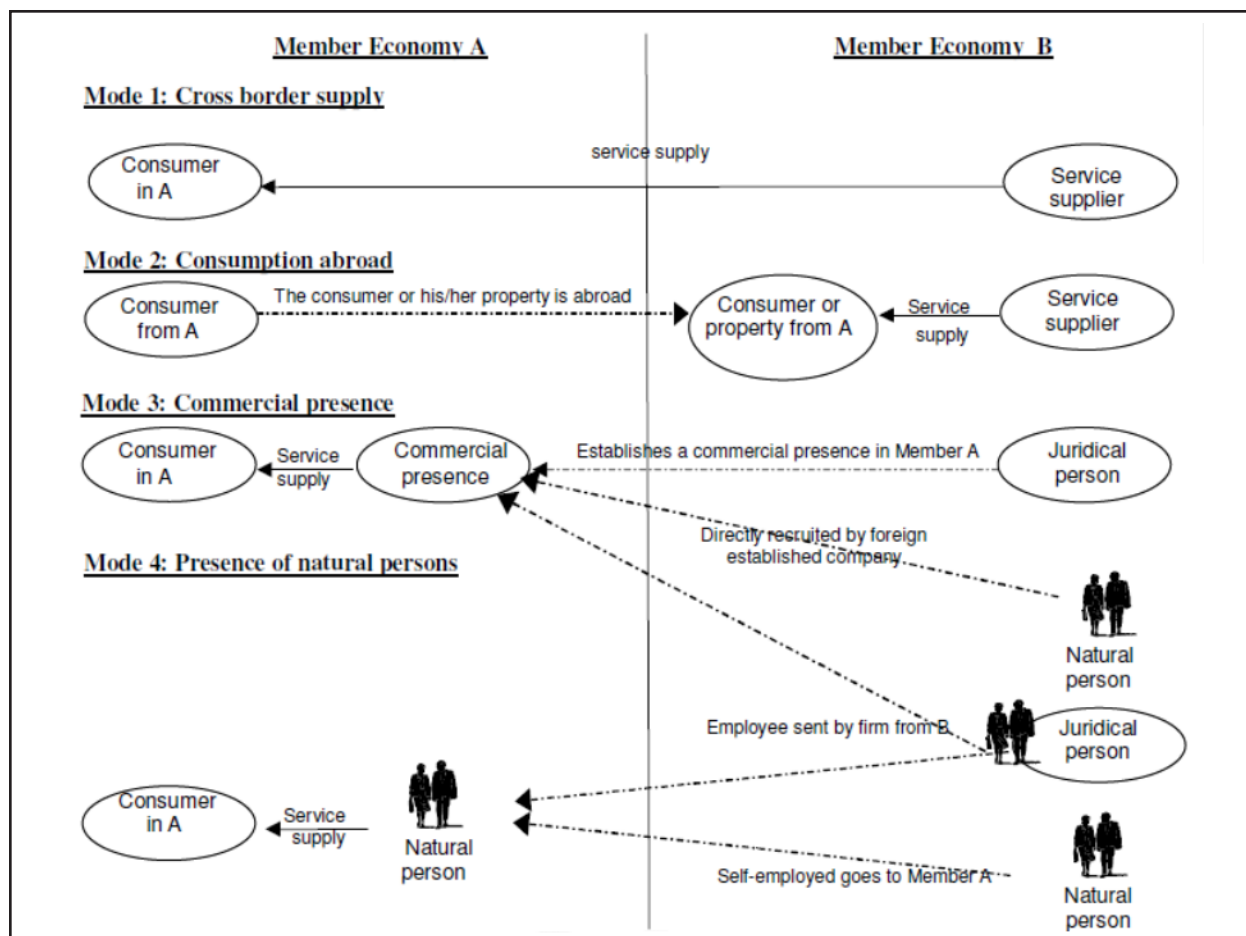 Member Economy A
Member Economy B
Mode 1: Cross border supply
service supply
Consumer
in A
Service
supplier
Mode 2: Consumption abroad
Consumer
from A
The consumer or his/her property is abroad
Consumer or
property from A
Service
supply
Service
supplier
Mode 3: Commercial presence
Consumer
in A
Service
supply
Commercial
presence
Establishes a commercial presence in Member A
Juridical
person
Directly recruited by foreign
established company
Mode 4: Presence of natural persons
Natural
person
Employee sent by firm from B
Juridical
person
Consumer
in A
Service
supply
Natural
person
Self-employed goes to Member A
Natural
person